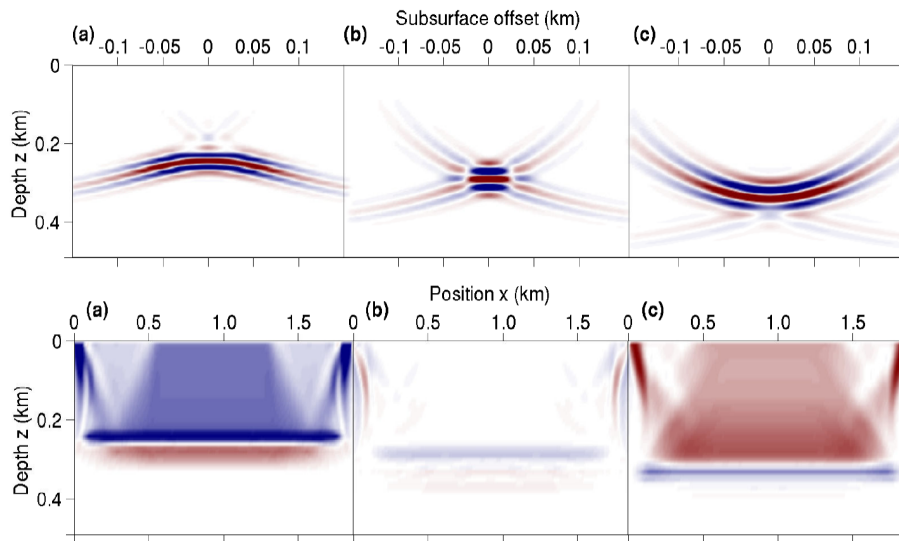 Subsurface offset (km)
(a) (b) (c)
-0.1 -0.05 0 0.05 0.1 -0.1 -0.05 0 0.05 0.1 -0.1 -0.05 0 0.05 0.1
0
0.2
0.4
Depth z (km)
Position x (km)
(a) (b) (c)
0 0.5 1.0 1.5 0 0.5 1.0 1.5 0 0.5 1.0 1.5
0
0.2
0.4
Depth z (km)